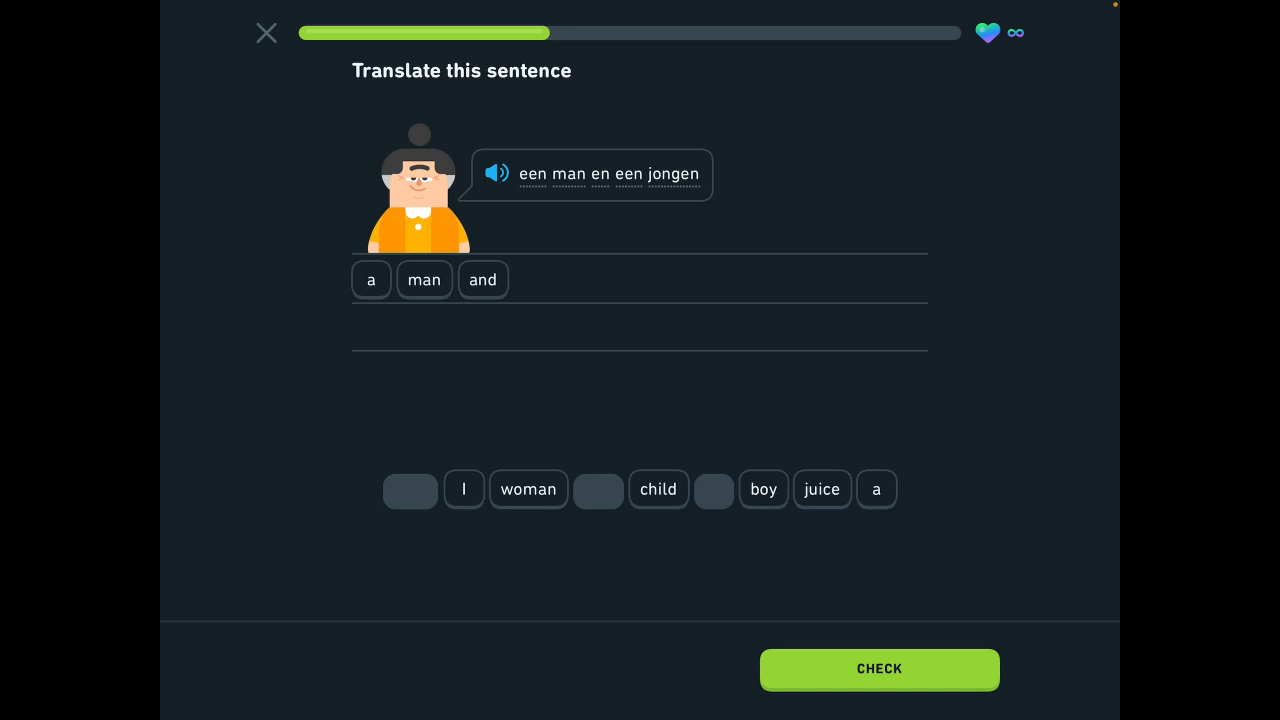 Translate this sentence
een man en een jongen
a man and
I woman child boy juice a
CHECK